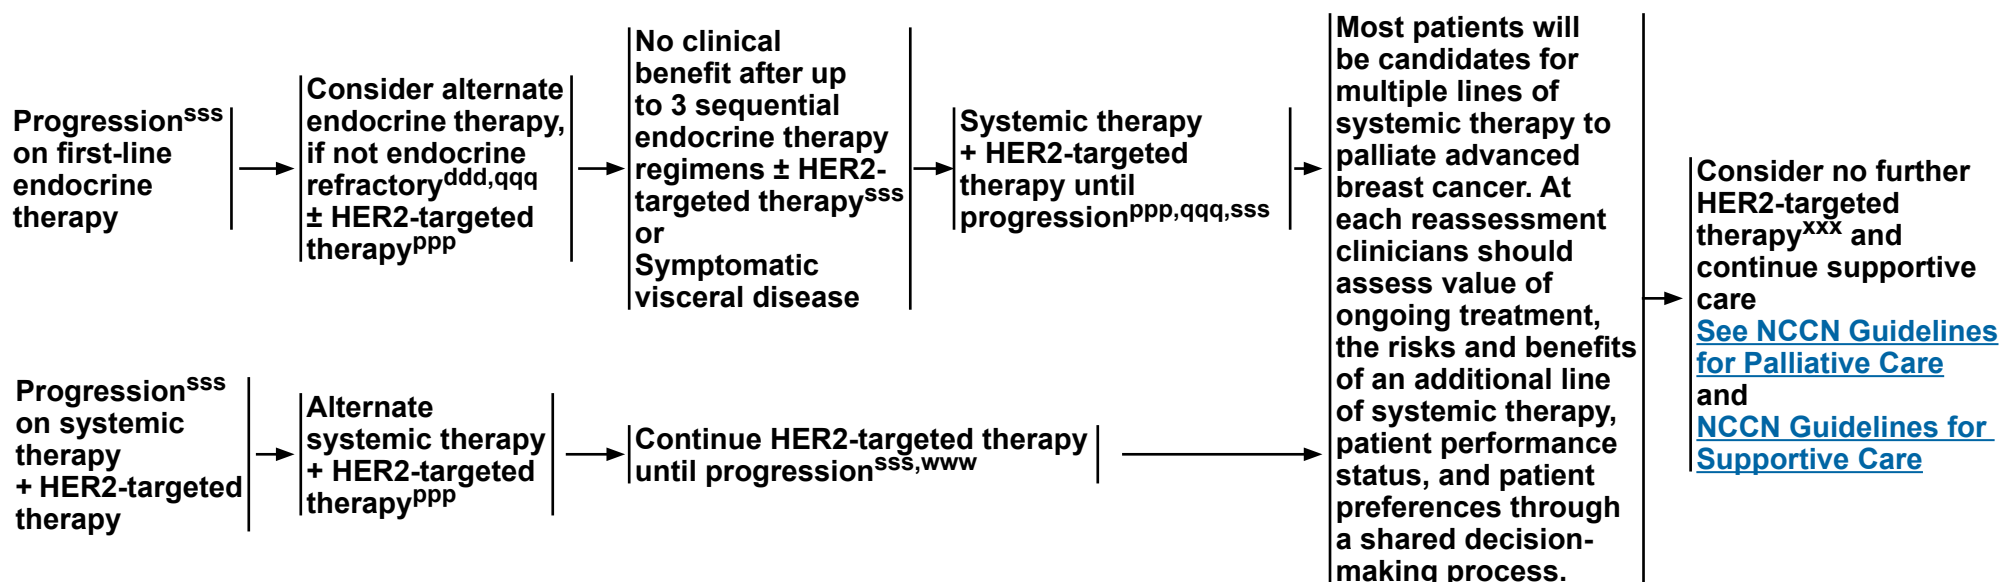 Progressionsss
on first-line
endocrine
therapy
Consider alternate
endocrine therapy,
if not endocrine
refractoryddd,qqq
± HER2-targeted
therapyppp
No clinical
benefit after up
to 3 sequential
endocrine therapy
regimens ± HER2-
targeted therapysss
or
Symptomatic
visceral disease
Systemic therapy
+ HER2-targeted
therapy until
progressionppp,qqq,sss
Progressionsss
on systemic
therapy
+ HER2-targeted
therapy
Alternate
systemic therapy
+ HER2-targeted
therapyppp
Continue HER2-targeted therapy
until progressionsss,www
Most patients will
be candidates for
multiple lines of
systemic therapy to
palliate advanced
breast cancer. At
each reassessment
clinicians should
assess value of
ongoing treatment,
the risks and benefits
of an additional line
of systemic therapy,
patient performance
status, and patient
preferences through
a shared decision-
making process.
Consider no further
HER2-targeted
therapyxxx and
continue supportive
care
See NCCN Guidelines
for Palliative Care
and
NCCN Guidelines for
Supportive Care